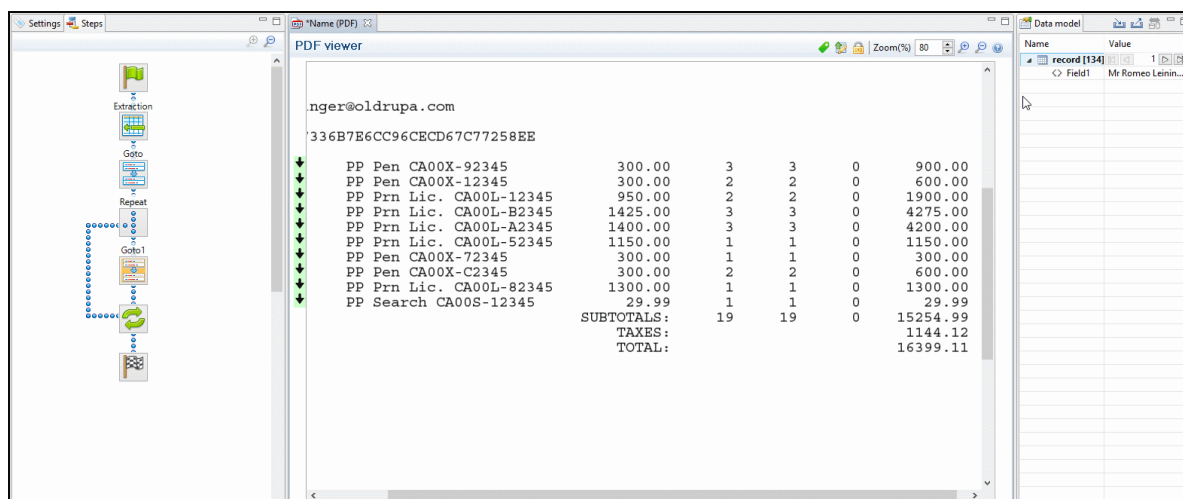 Settings Steps
*Name (PDF)
Data model
PDF viewer
Zoom(%) 80
Name Value
record [134] 1
Field1 Mr Romeo Leinin...
Extraction
Goto
Repeat
Goto1
.nger@oldrupa.com
336B7E6CC96CECD67C77258EE
PP Pen CA00X-92345 300.00 3 3 0 900.00
PP Pen CA00X-12345 300.00 2 2 0 600.00
PP Prn Lic. CA00L-12345 950.00 2 2 0 1900.00
PP Prn Lic. CA00L-B2345 1425.00 3 3 0 4275.00
PP Prn Lic. CA00L-A2345 1400.00 3 3 0 4200.00
PP Prn Lic. CA00L-52345 1150.00 1 1 0 1150.00
PP Pen CA00X-72345 300.00 1 1 0 300.00
PP Pen CA00X-C2345 300.00 2 2 0 600.00
PP Prn Lic. CA00L-82345 1300.00 1 1 0 1300.00
PP Search CA00S-12345 29.99 1 1 0 29.99
SUBTOTALS: 19 19 0 15254.99
TAXES: 1144.12
TOTAL: 16399.11